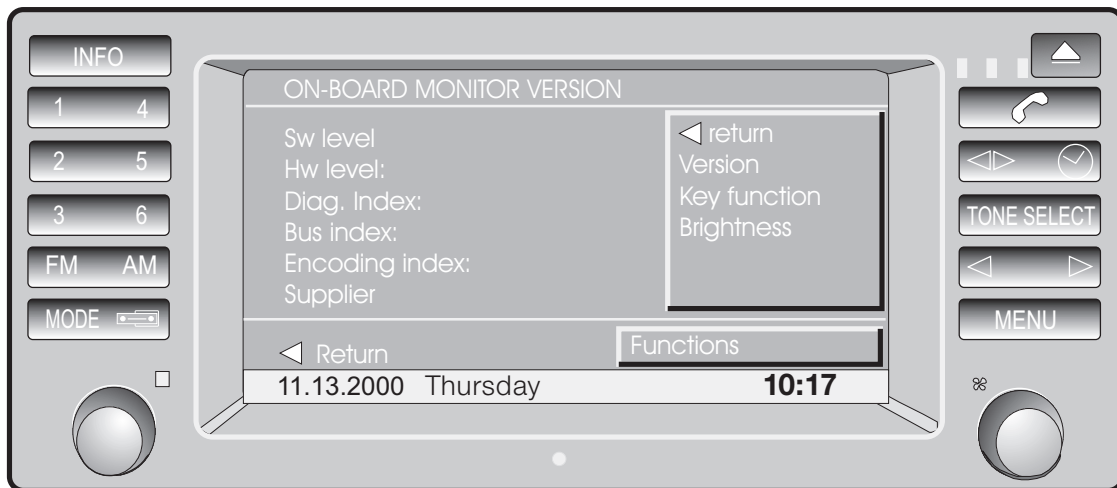 INFO
1 4
2 5
3 6
FM AM
MODE
ON-BOARD MONITOR VERSION
Sw level
Hw level:
Diag. Index:
Bus index:
Encoding index:
Supplier
return
Version
Key function
Brightness
Return
Functions
11.13.2000 Thursday 10:17
TONE SELECT
MENU